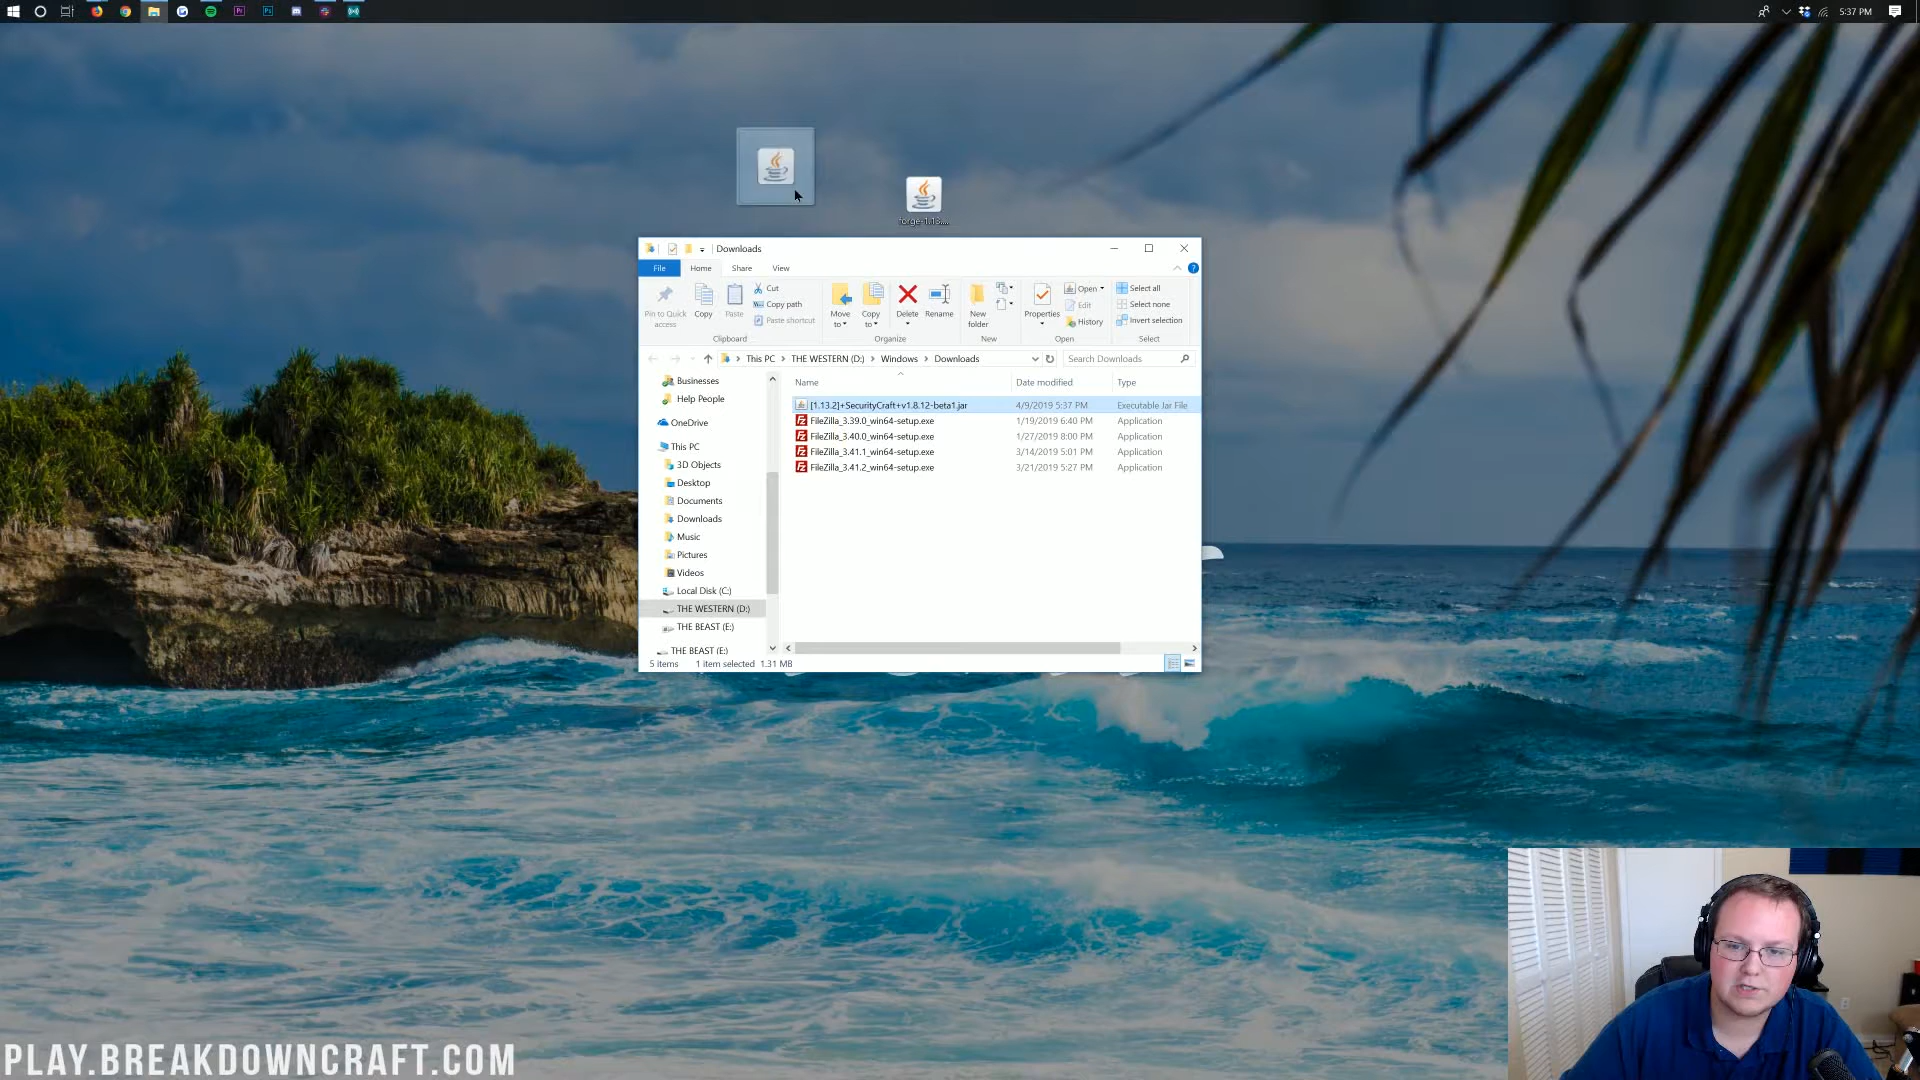 5:37 PM
forge-1.13....
Downloads
File Home Share View
Pin to Quick access
Copy
Paste
Cut
Copy path
Paste shortcut
Clipboard
Move to
Copy to
Delete
Rename
Organize
New folder
New
Properties
Open
Edit
History
Open
Select all
Select none
Invert selection
Select
This PC > THE WESTERN (D:) > Windows > Downloads
Search Downloads
Name Date modified Type
[1.13.2]+SecurityCraft+v1.8.12-beta1.jar 4/9/2019 5:37 PM Executable Jar File
FileZilla_3.39.0_win64-setup.exe 1/19/2019 6:40 PM Application
FileZilla_3.40.0_win64-setup.exe 1/27/2019 8:00 PM Application
FileZilla_3.41.1_win64-setup.exe 3/14/2019 5:01 PM Application
FileZilla_3.41.2_win64-setup.exe 3/21/2019 5:27 PM Application
Businesses
Help People
OneDrive
This PC
3D Objects
Desktop
Documents
Downloads
Music
Pictures
Videos
Local Disk (C:)
THE WESTERN (D:)
THE BEAST (E:)
THE BEAST (E:)
5 items 1 item selected 1.31 MB
PLAY.BREAKDOWNCRAFT.COM